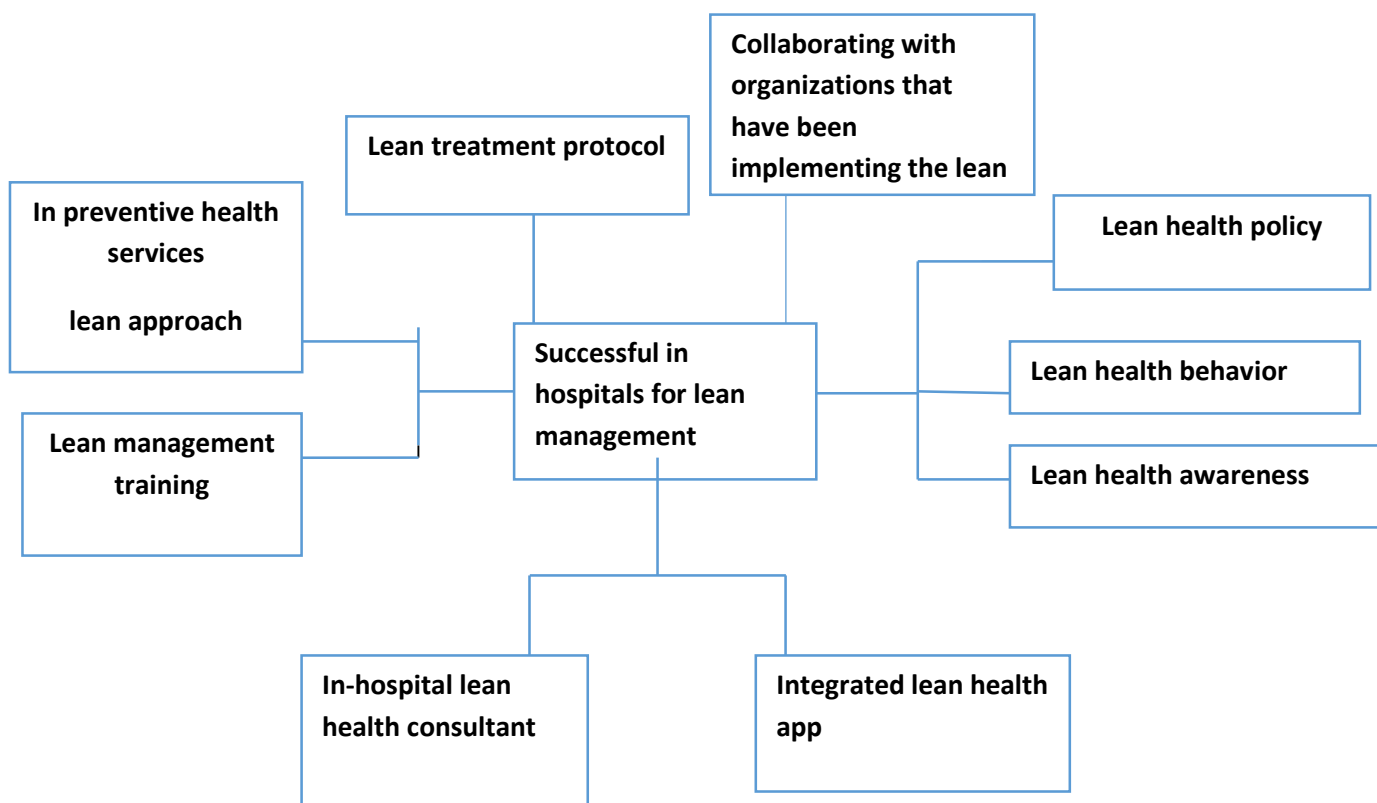 Collaborating with
organizations that
have been
implementing the lean
Lean treatment protocol
In preventive health
services
lean approach
Lean health policy
Successful in
hospitals for lean
management
Lean health behavior
Lean management
training
Lean health awareness
In-hospital lean
health consultant
Integrated lean health
app